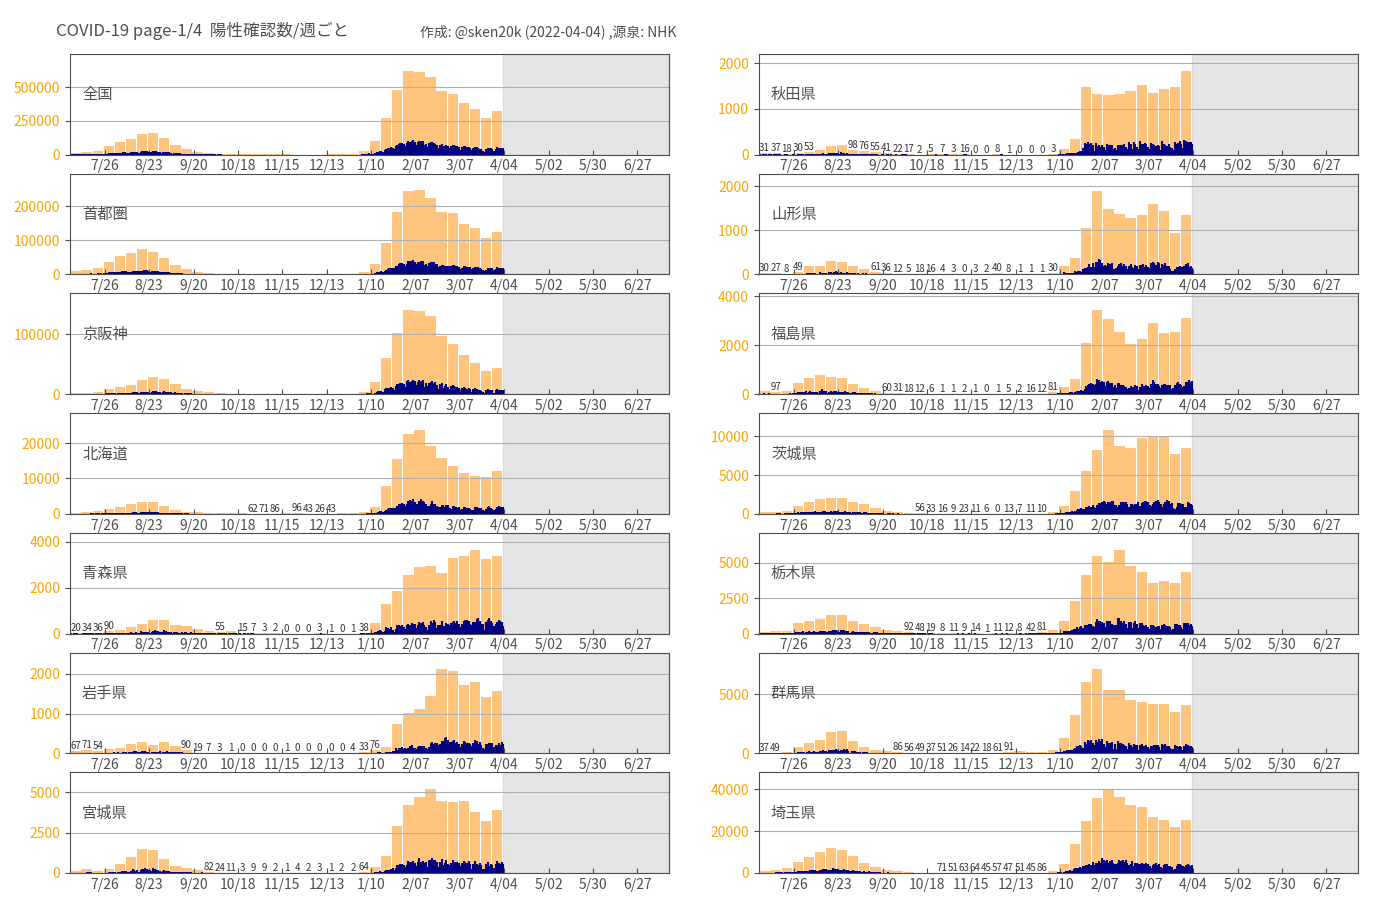 COVID-19 page-1/4 陽性確認数/週ごと
作成: @sken20k (2022-04-04) ,源泉: NHK
500000
250000
0
全国
7/26 8/23 9/20 10/18 11/15 12/13 1/10 2/07 3/07 4/04 5/02 5/30 6/27
200000
100000
0
首都圏
7/26 8/23 9/20 10/18 11/15 12/13 1/10 2/07 3/07 4/04 5/02 5/30 6/27
100000
0
京阪神
7/26 8/23 9/20 10/18 11/15 12/13 1/10 2/07 3/07 4/04 5/02 5/30 6/27
20000
10000
0
北海道
62 71 86 96 43 26 43
7/26 8/23 9/20 10/18 11/15 12/13 1/10 2/07 3/07 4/04 5/02 5/30 6/27
4000
2000
0
青森県
20 34 36 90 55 15 7 3 2 0 0 0 3 1 0 1 38
7/26 8/23 9/20 10/18 11/15 12/13 1/10 2/07 3/07 4/04 5/02 5/30 6/27
2000
1000
0
岩手県
67 71 54 90 19 7 3 1 0 0 0 0 1 0 0 0 0 0 4 33 76
7/26 8/23 9/20 10/18 11/15 12/13 1/10 2/07 3/07 4/04 5/02 5/30 6/27
5000
2500
0
宮城県
82 24 11 3 9 9 2 1 4 2 3 1 2 2 64
7/26 8/23 9/20 10/18 11/15 12/13 1/10 2/07 3/07 4/04 5/02 5/30 6/27
2000
1000
0
秋田県
31 37 18 30 53 98 76 55 41 22 17 2 5 7 3 16 0 0 8 1 0 0 0 3
7/26 8/23 9/20 10/18 11/15 12/13 1/10 2/07 3/07 4/04 5/02 5/30 6/27
2000
1000
0
山形県
30 27 8 49 61 36 12 5 18 16 4 3 0 3 2 40 8 1 1 1 30
7/26 8/23 9/20 10/18 11/15 12/13 1/10 2/07 3/07 4/04 5/02 5/30 6/27
4000
2000
0
福島県
97 60 31 18 12 6 1 1 2 1 0 1 5 2 16 12 81
7/26 8/23 9/20 10/18 11/15 12/13 1/10 2/07 3/07 4/04 5/02 5/30 6/27
10000
5000
0
茨城県
56 33 16 9 23 11 6 0 13 7 11 10
7/26 8/23 9/20 10/18 11/15 12/13 1/10 2/07 3/07 4/04 5/02 5/30 6/27
5000
2500
0
栃木県
92 48 19 8 11 9 14 1 11 12 8 42 81
7/26 8/23 9/20 10/18 11/15 12/13 1/10 2/07 3/07 4/04 5/02 5/30 6/27
5000
0
群馬県
37 49 86 56 49 37 51 26 14 22 18 61 91
7/26 8/23 9/20 10/18 11/15 12/13 1/10 2/07 3/07 4/04 5/02 5/30 6/27
40000
20000
0
埼玉県
71 51 63 64 45 57 47 51 45 86
7/26 8/23 9/20 10/18 11/15 12/13 1/10 2/07 3/07 4/04 5/02 5/30 6/27